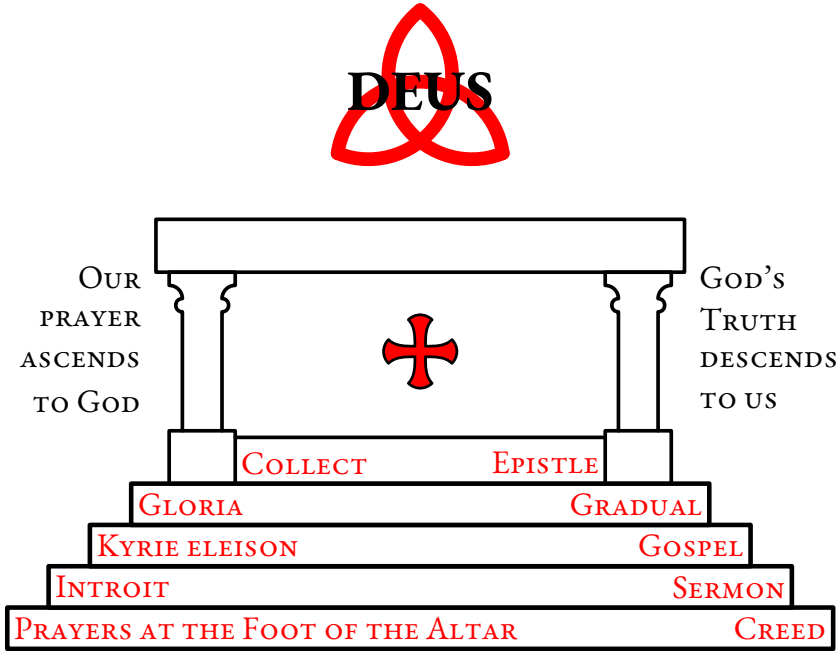 DEUS
Our
prayer
ascends
to God
God's
Truth
descends
to us
Collect Epistle
Gloria Gradual
Kyrie eleison Gospel
Introit Sermon
Prayers at the Foot of the Altar Creed